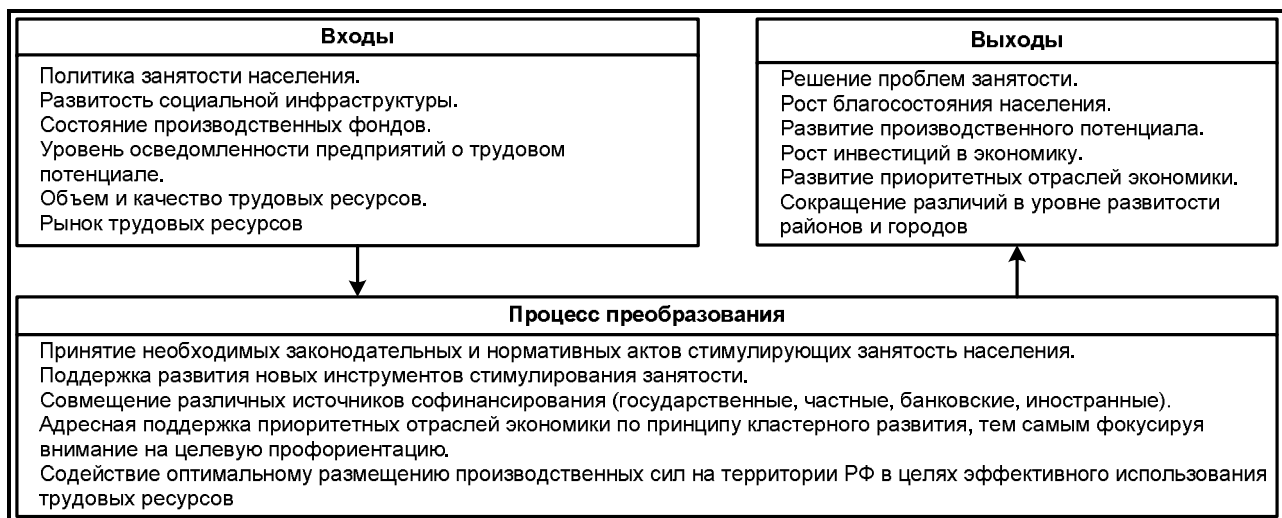 Входы
Политика занятости населения.
Развитость социальной инфраструктуры.
Состояние производственных фондов.
Уровень осведомленности предприятий о трудовом
потенциале.
Объем и качество трудовых ресурсов.
Рынок трудовых ресурсов
Выходы
Решение проблем занятости.
Рост благосостояния населения.
Развитие производственного потенциала.
Рост инвестиций в экономику.
Развитие приоритетных отраслей экономики.
Сокращение различий в уровне развитости
районов и городов
Процесс преобразования
Принятие необходимых законодательных и нормативных актов стимулирующих занятость населения.
Поддержка развития новых инструментов стимулирования занятости.
Совмещение различных источников софинансирования (государственные, частные, банковские, иностранные).
Адресная поддержка приоритетных отраслей экономики по принципу кластерного развития, тем самым фокусируя
внимание на целевую профориентацию.
Содействие оптимальному размещению производственных сил на территории РФ в целях эффективного использования
трудовых ресурсов